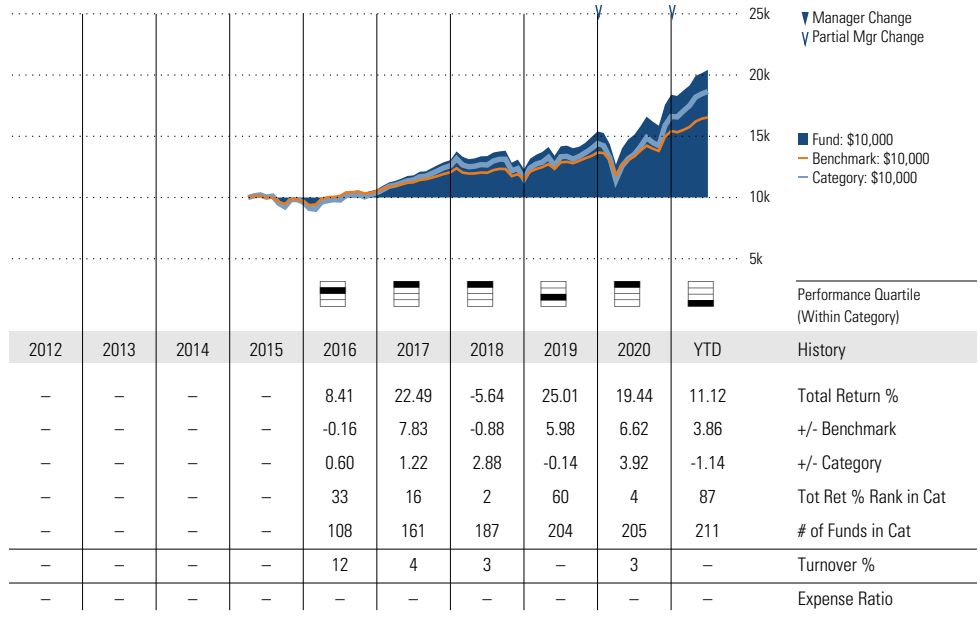 25k
▼ Manager Change
∨ Partial Mgr Change
20k
15k
Fund: $10,000
Benchmark: $10,000
Category: $10,000
10k
5k
Performance Quartile
(Within Category)
2012 2013 2014 2015 2016 2017 2018 2019 2020 YTD History
– – – – 8.41 22.49 -5.64 25.01 19.44 11.12 Total Return %
– – – – -0.16 7.83 -0.88 5.98 6.62 3.86 +/- Benchmark
– – – – 0.60 1.22 2.88 -0.14 3.92 -1.14 +/- Category
– – – – 33 16 2 60 4 87 Tot Ret % Rank in Cat
– – – – 108 161 187 204 205 211 # of Funds in Cat
– – – – 12 4 3 – 3 – Turnover %
– – – – – – – – – – Expense Ratio